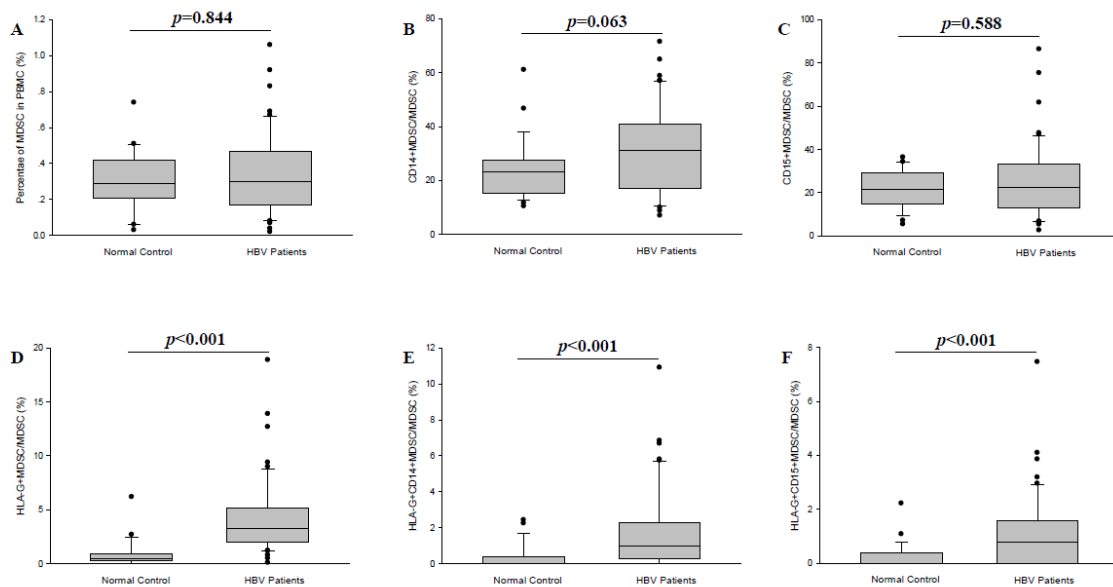 A
p=0.844
Percentae of MDSC in PBMC (%)
1.2
1.0
.8
.6
.4
.2
0.0
Normal Control
HBV Patients
B
p=0.063
CD14+MDSC/MDSC (%)
80
60
40
20
0
Normal Control
HBV Patients
C
p=0.588
CD15+MDSC/MDSC (%)
100
80
60
40
20
0
Normal Control
HBV Patients
D
p<0.001
HLA-G+MDSC/MDSC (%)
20
15
10
5
0
Normal Control
HBV Patients
E
p<0.001
HLA-G+CD14+MDSC/MDSC (%)
12
10
8
6
4
2
0
Normal Control
HBV Patients
F
p<0.001
HLA-G+CD15+MDSC/MDSC (%)
8
6
4
2
0
Normal Control
HBV Patients